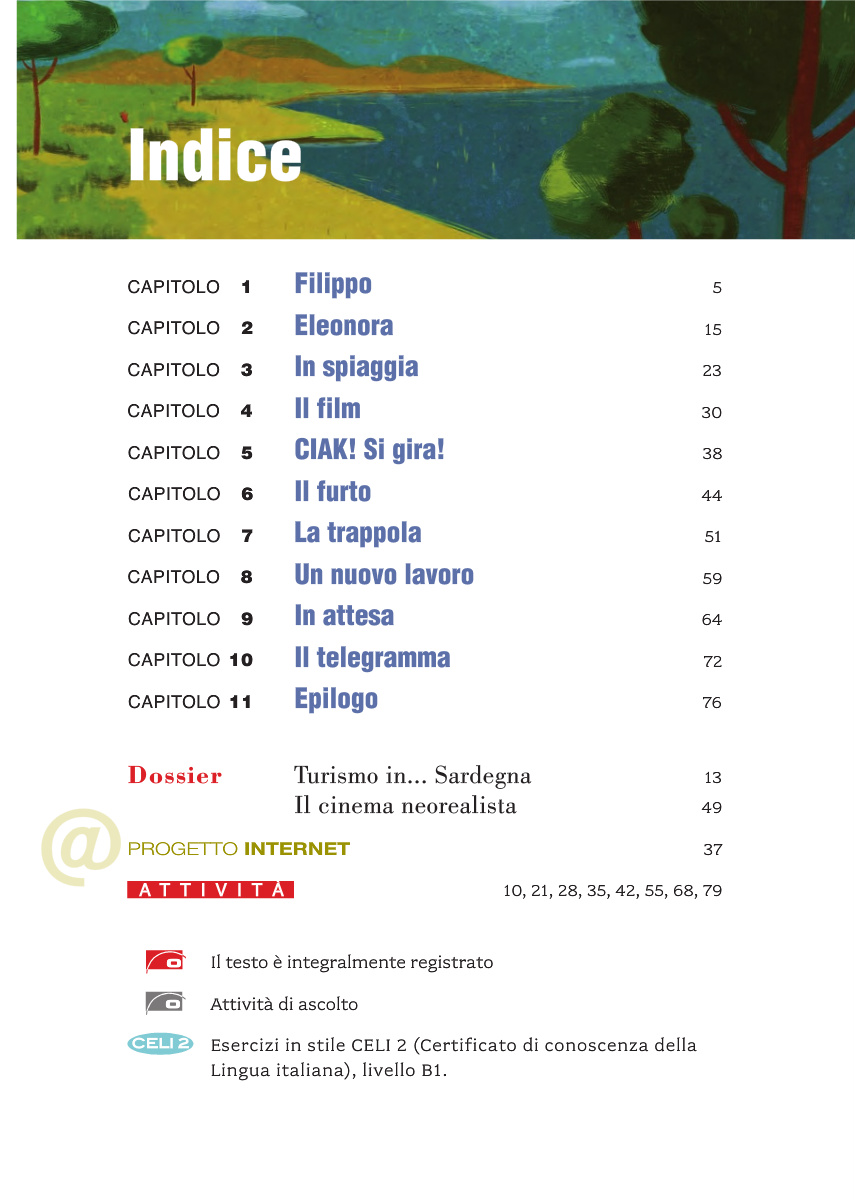 Indice
CAPITOLO 1 Filippo 5
CAPITOLO 2 Eleonora 15
CAPITOLO 3 In spiaggia 23
CAPITOLO 4 Il film 30
CAPITOLO 5 CIAK! Si gira! 38
CAPITOLO 6 Il furto 44
CAPITOLO 7 La trappola 51
CAPITOLO 8 Un nuovo lavoro 59
CAPITOLO 9 In attesa 64
CAPITOLO 10 Il telegramma 72
CAPITOLO 11 Epilogo 76
Dossier Turismo in... Sardegna 13
Il cinema neorealista 49
@ PROGETTO INTERNET 37
ATTIVITÀ 10, 21, 28, 35, 42, 55, 68, 79
Il testo è integralmente registrato
Attività di ascolto
CELI 2 Esercizi in stile CELI 2 (Certificato di conoscenza della
Lingua italiana), livello B1.